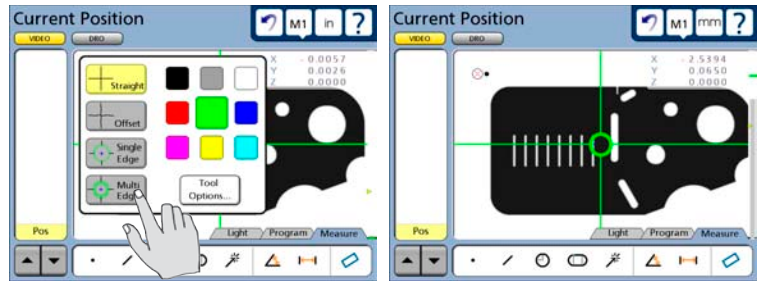 Current Position
M1
in
?
VIDEO
DRO
X - 0.0057
Y 0.0026
Z 0.0000
Straight
Offset
Single
Edge
Multi
Edge
Tool
Options...
Pos
Light
Program
Measure
Current Position
M1
mm
?
VIDEO
DRO
X - 2.5394
Y 0.0650
Z 0.0000
Pos
Light
Program
Measure